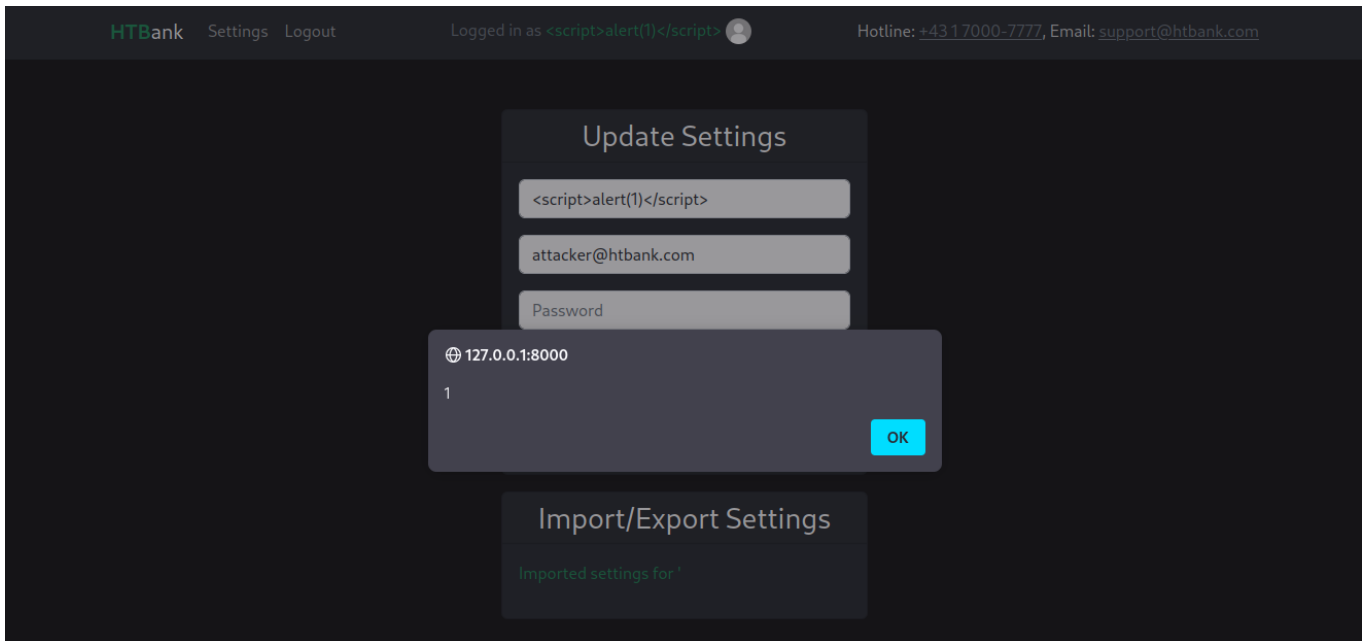 HTBank Settings Logout Logged in as <script>alert(1)</script> Hotline: +43 1 7000-7777, Email: support@htbank.com
Update Settings
<script>alert(1)</script>
attacker@htbank.com
Password
127.0.0.1:8000
1
OK
Import/Export Settings
Imported settings for '